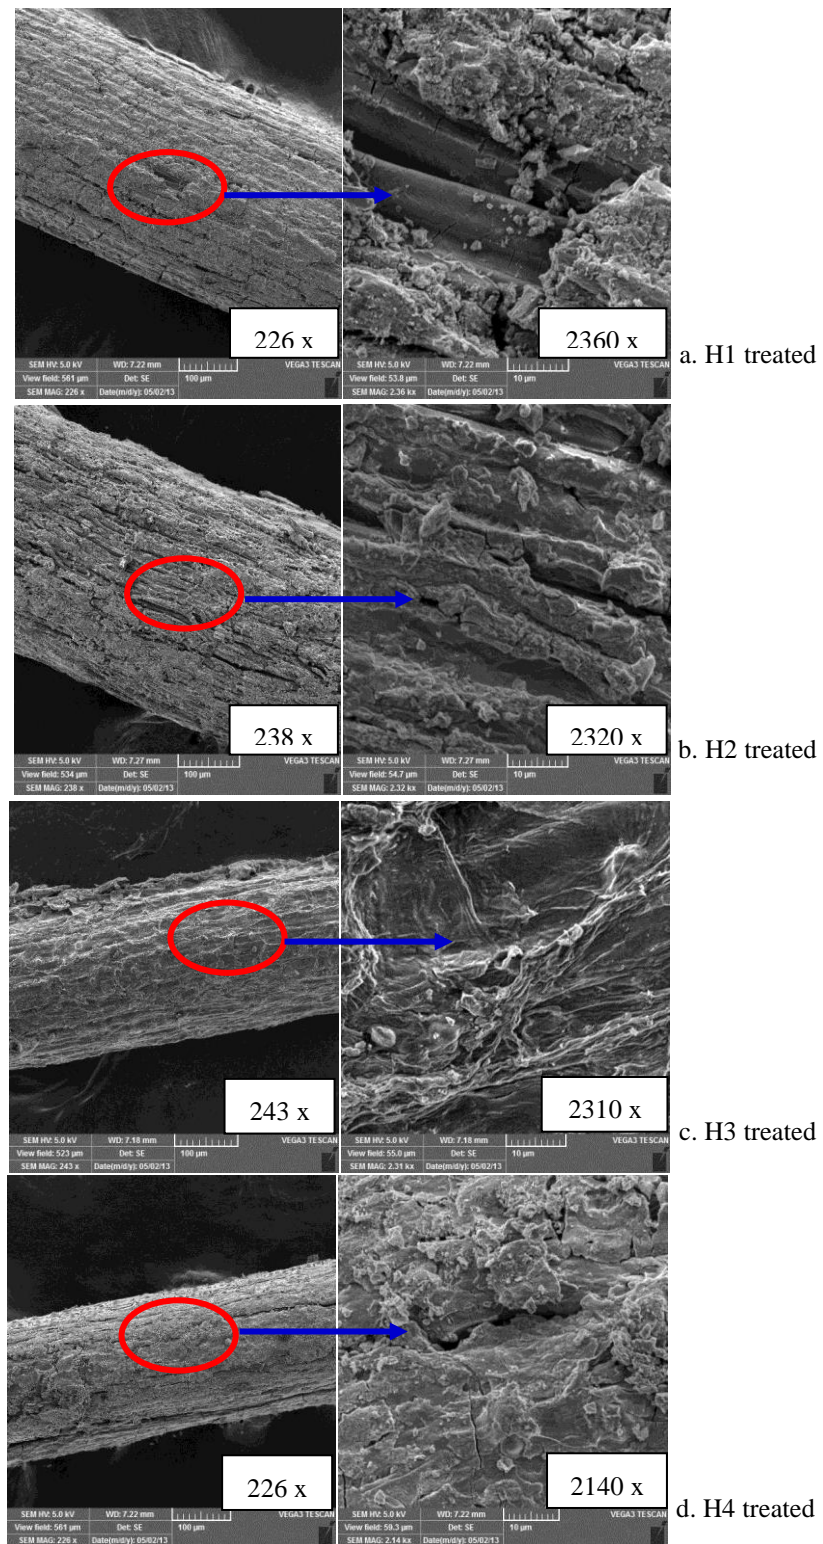 226 x
2360 x
SEM HV: 5.0 kV WD: 7.22 mm VEGA3 TESCAN
View field: 561 µm Det: SE 100 µm
SEM MAG: 226 x Date(m/d/y): 05/02/13
SEM HV: 5.0 kV WD: 7.22 mm VEGA3 TESCAN
View field: 53.8 µm Det: SE 10 µm
SEM MAG: 2.36 kx Date(m/d/y): 05/02/13
a. H1 treated
238 x
2320 x
SEM HV: 5.0 kV WD: 7.27 mm VEGA3 TESCAN
View field: 534 µm Det: SE 100 µm
SEM MAG: 238 x Date(m/d/y): 05/02/13
SEM HV: 5.0 kV WD: 7.27 mm VEGA3 TESCAN
View field: 54.7 µm Det: SE 10 µm
SEM MAG: 2.32 kx Date(m/d/y): 05/02/13
b. H2 treated
243 x
2310 x
SEM HV: 5.0 kV WD: 7.18 mm VEGA3 TESCAN
View field: 523 µm Det: SE 100 µm
SEM MAG: 243 x Date(m/d/y): 05/02/13
SEM HV: 5.0 kV WD: 7.18 mm VEGA3 TESCAN
View field: 55.0 µm Det: SE 10 µm
SEM MAG: 2.31 kx Date(m/d/y): 05/02/13
c. H3 treated
226 x
2140 x
SEM HV: 5.0 kV WD: 7.22 mm VEGA3 TESCAN
View field: 561 µm Det: SE 100 µm
SEM MAG: 226 x Date(m/d/y): 05/02/13
SEM HV: 5.0 kV WD: 7.22 mm VEGA3 TESCAN
View field: 59.3 µm Det: SE 10 µm
SEM MAG: 2.14 kx Date(m/d/y): 05/02/13
d. H4 treated